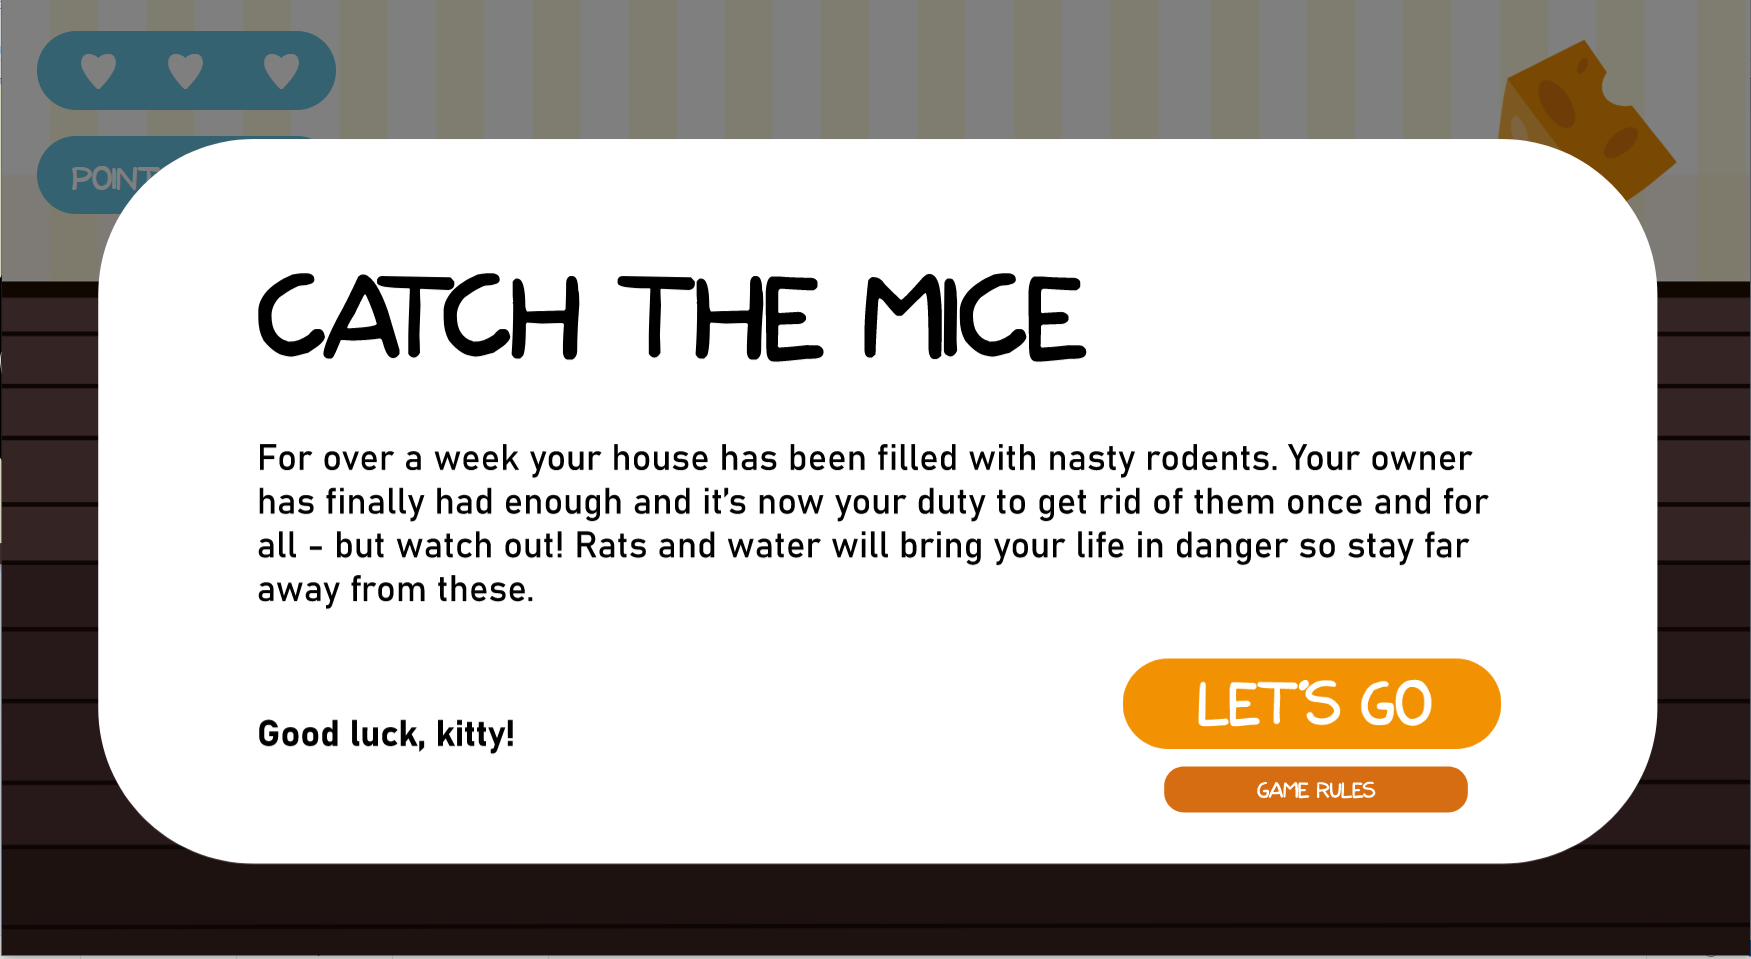 CATCH THE MICE
For over a week your house has been filled with nasty rodents. Your owner
has finally had enough and it's now your duty to get rid of them once and for
all - but watch out! Rats and water will bring your life in danger so stay far
away from these.
Good luck, kitty!
LET'S GO
GAME RULES